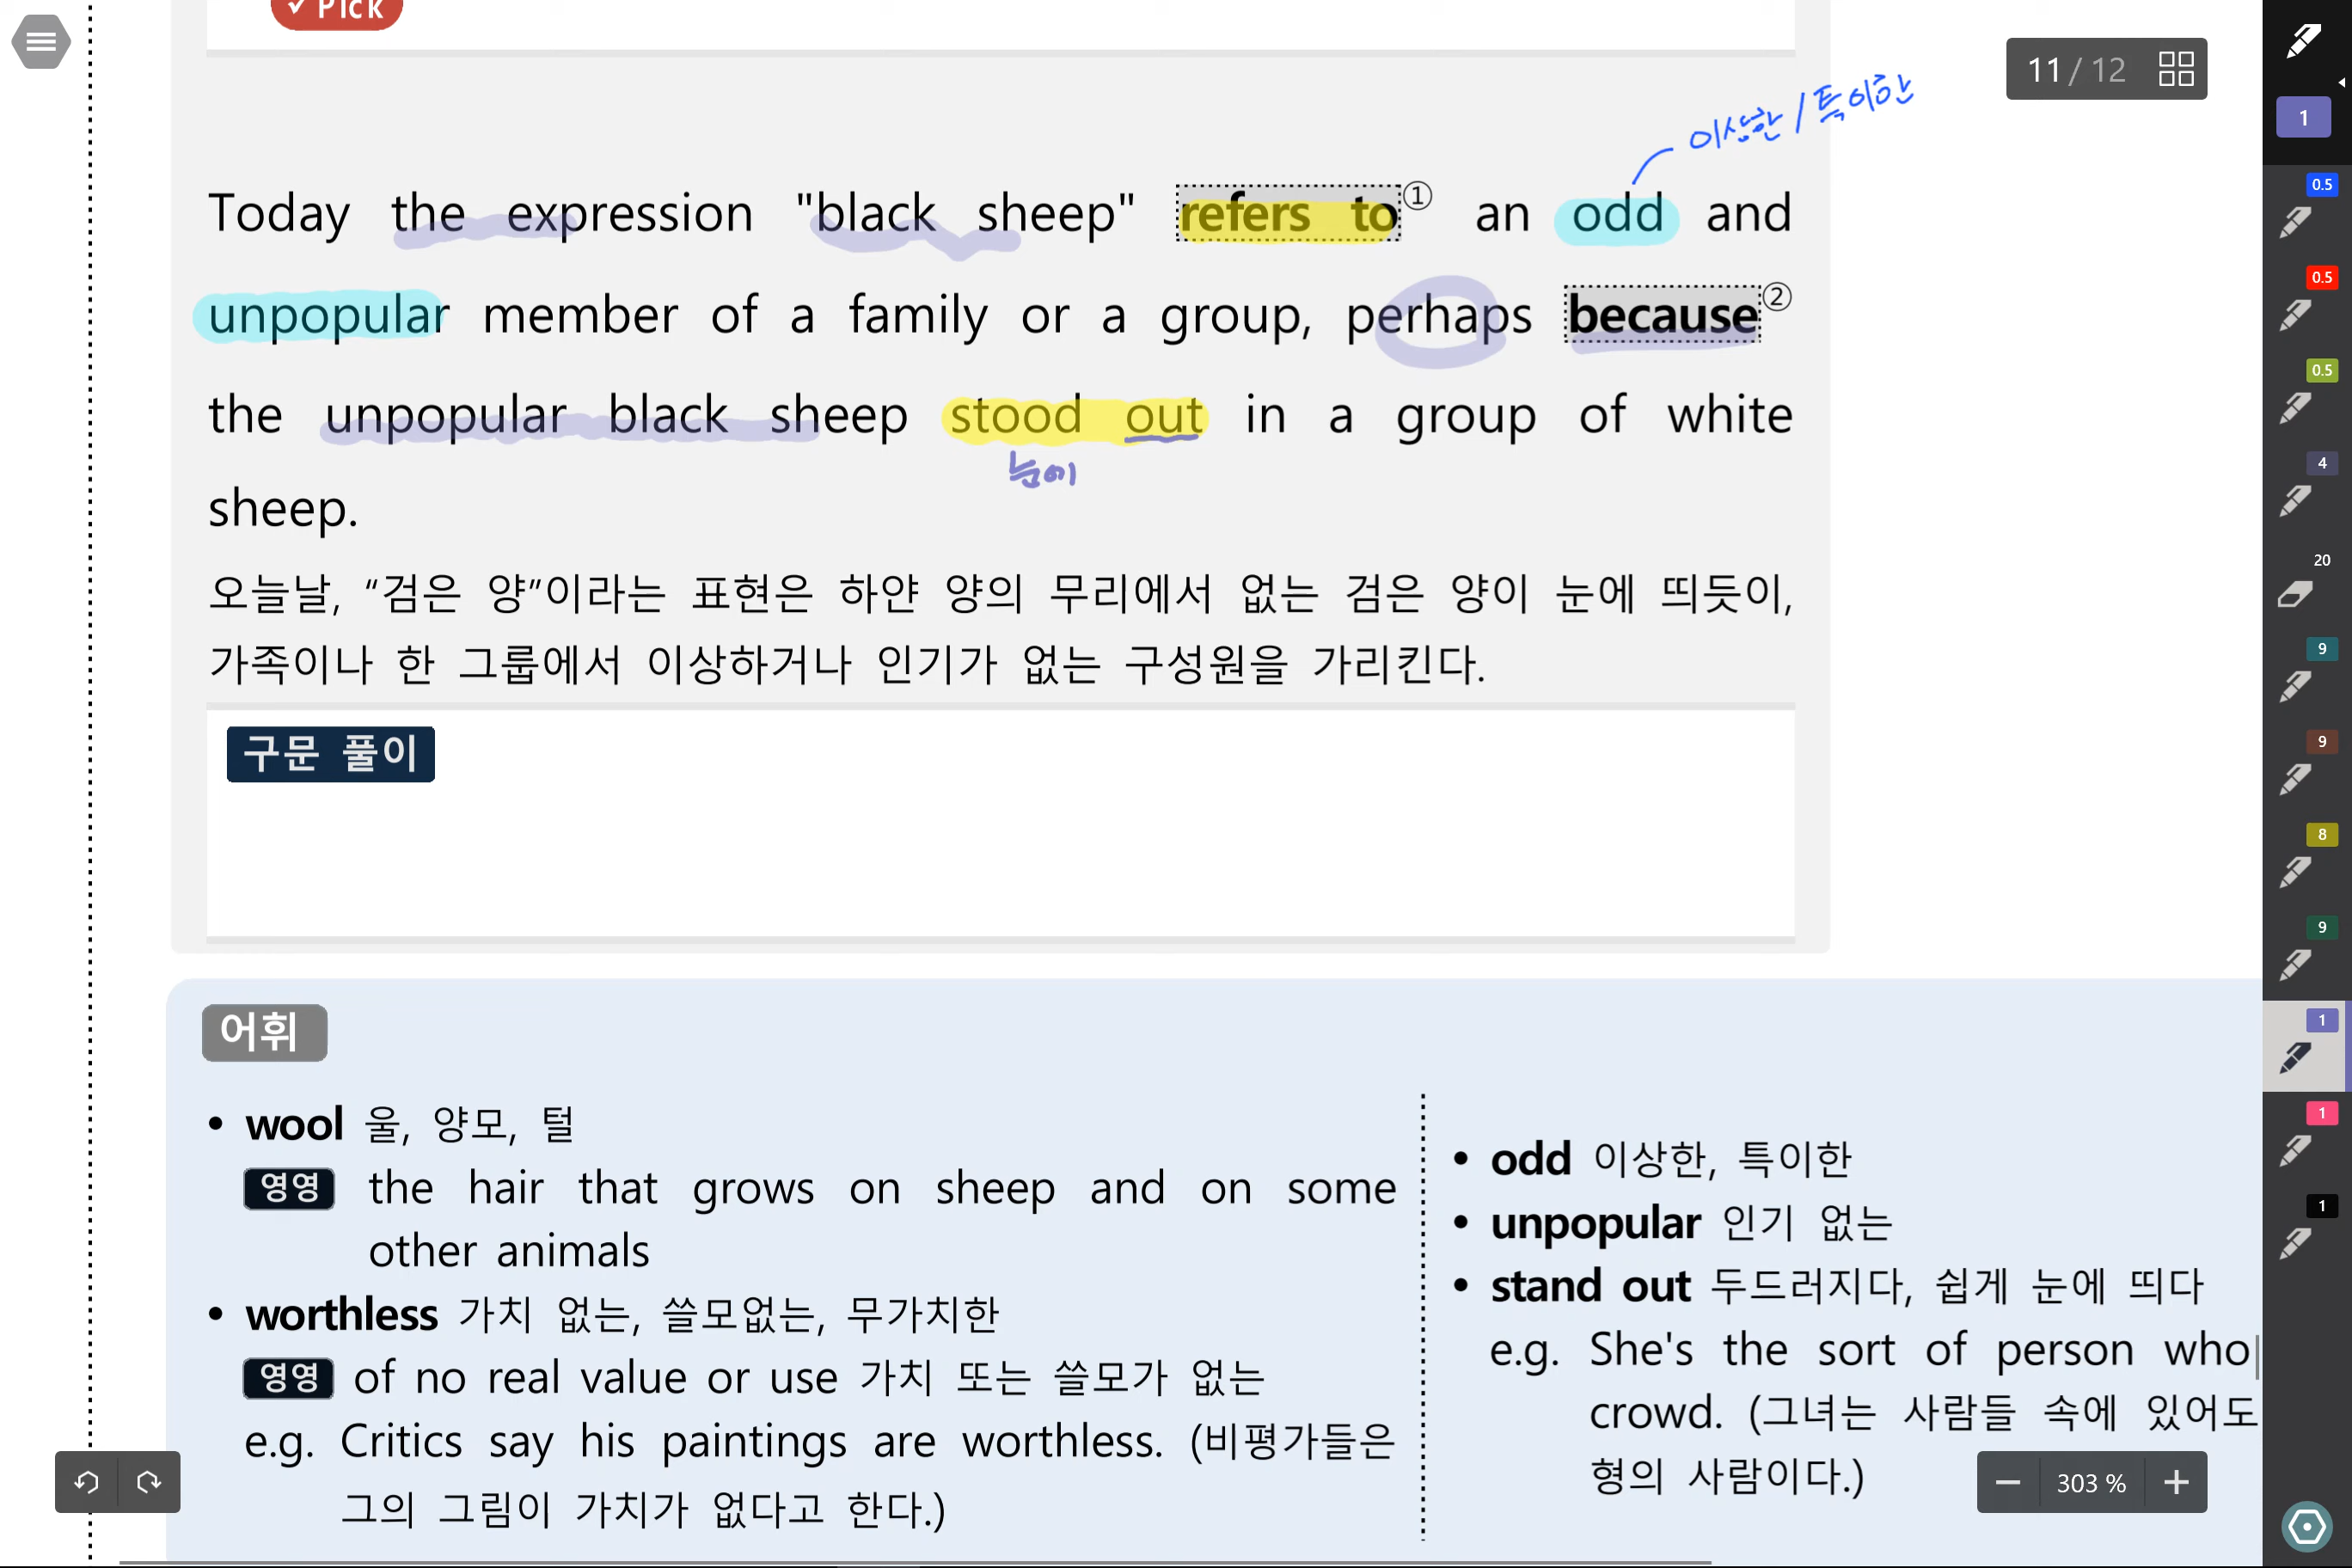 ✓ Pick
11 / 12
이상한 / 특이한
Today the expression "black sheep" refers to① an odd and
unpopular member of a family or a group, perhaps because②
the unpopular black sheep stood out in a group of white
눈에
sheep.
오늘날, “검은 양”이라는 표현은 하얀 양의 무리에서 없는 검은 양이 눈에 띄듯이,
가족이나 한 그룹에서 이상하거나 인기가 없는 구성원을 가리킨다.
구문 풀이
어휘
• wool 울, 양모, 털
영영 the hair that grows on sheep and on some
other animals
• worthless 가치 없는, 쓸모없는, 무가치한
영영 of no real value or use 가치 또는 쓸모가 없는
e.g. Critics say his paintings are worthless. (비평가들은
그의 그림이 가치가 없다고 한다.)
• odd 이상한, 특이한
• unpopular 인기 없는
• stand out 두드러지다, 쉽게 눈에 띄다
e.g. She's the sort of person who
crowd. (그녀는 사람들 속에 있어도
형의 사람이다.)
303 %
1
0.5
0.5
0.5
4
20
9
9
8
9
1
1
1